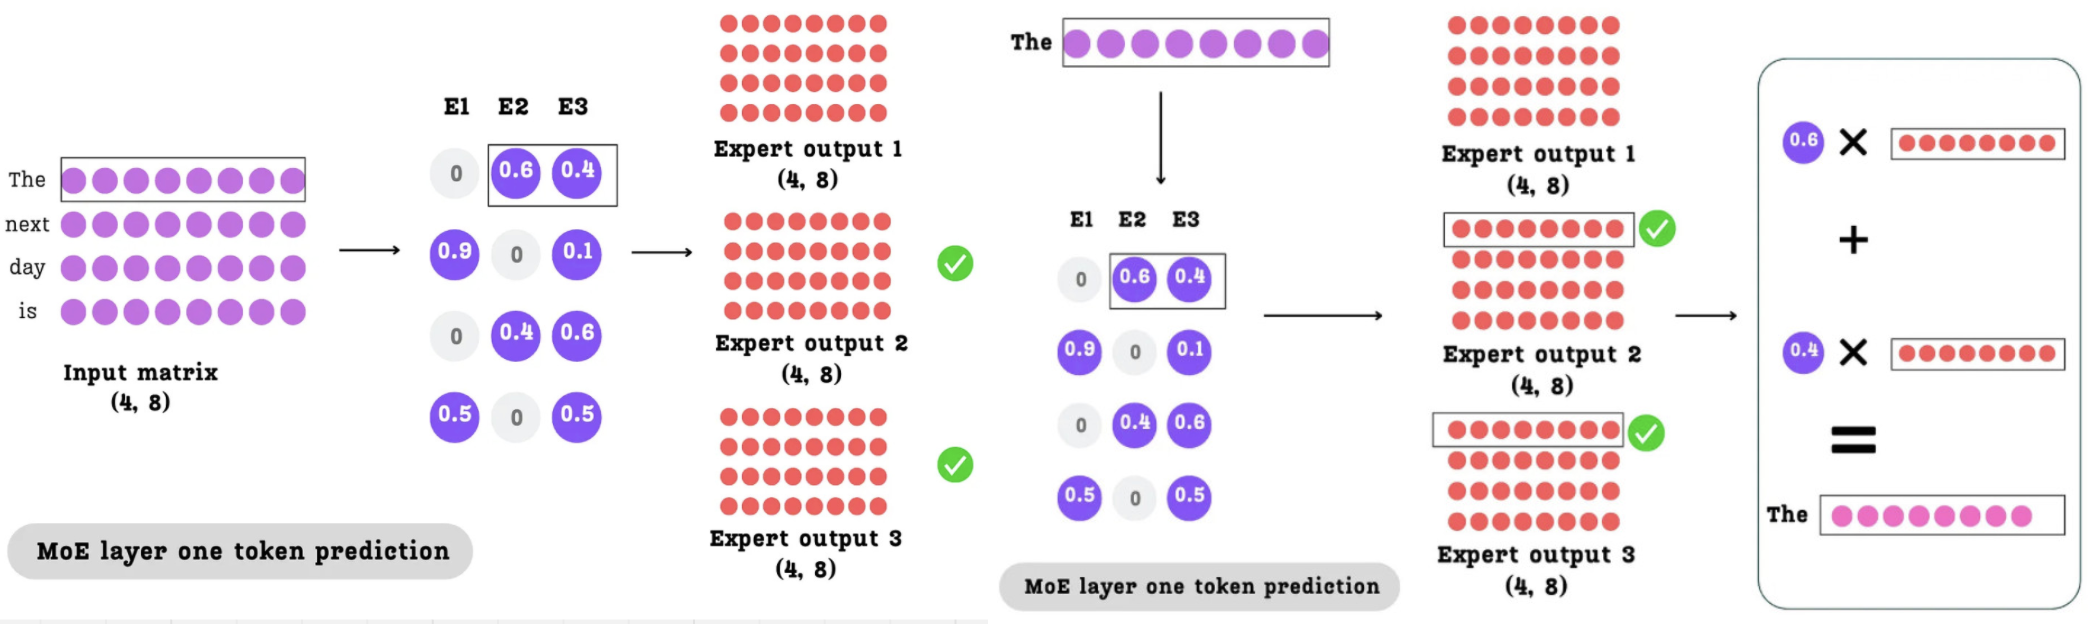 E1 E2 E3
The
0 0.6 0.4
next
0.9 0 0.1
day
is
0 0.4 0.6
0.5 0 0.5
Input matrix
(4, 8)
Expert output 1
(4, 8)
Expert output 2
(4, 8)
Expert output 3
(4, 8)
MoE layer one token prediction
The
E1 E2 E3
0 0.6 0.4
0.9 0 0.1
0 0.4 0.6
0.5 0 0.5
MoE layer one token prediction
Expert output 1
(4, 8)
Expert output 2
(4, 8)
Expert output 3
(4, 8)
0.6 ×
+
0.4 ×
=
The